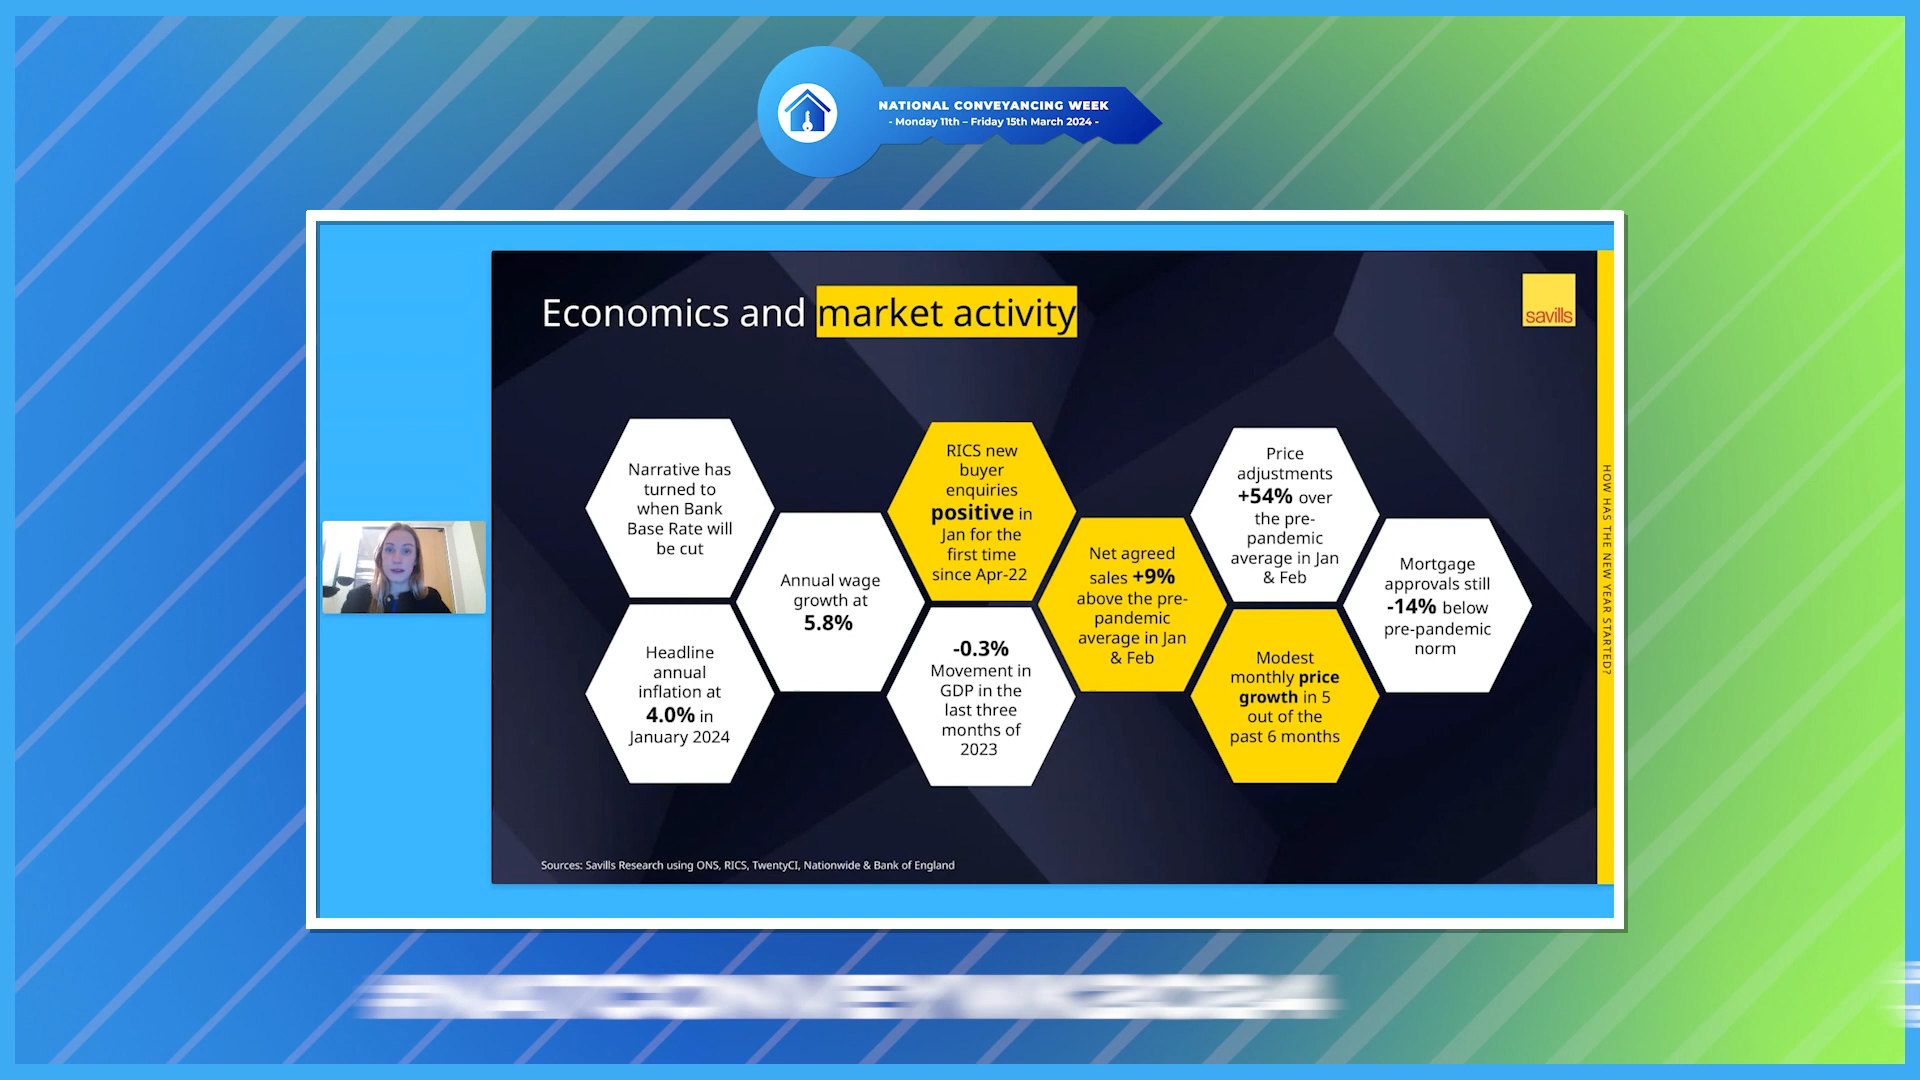 NATIONAL CONVEYANCING WEEK
- Monday 11th – Friday 15th March 2024 -
Economics and market activity
savills
Narrative has
turned to
when Bank
Base Rate will
be cut
Headline
annual
inflation at
4.0% in
January 2024
Annual wage
growth at
5.8%
RICS new
buyer
enquiries
positive in
Jan for the
first time
since Apr-22
-0.3%
Movement in
GDP in the
last three
months of
2023
Net agreed
sales +9%
above the pre-
pandemic
average in Jan
& Feb
Price
adjustments
+54% over
the pre-
pandemic
average in Jan
& Feb
Modest
monthly price
growth in 5
out of the
past 6 months
Mortgage
approvals still
-14% below
pre-pandemic
norm
HOW HAS THE NEW YEAR STARTED?
Sources: Savills Research using ONS, RICS, TwentyCI, Nationwide & Bank of England
#NATCONVEYWK2024